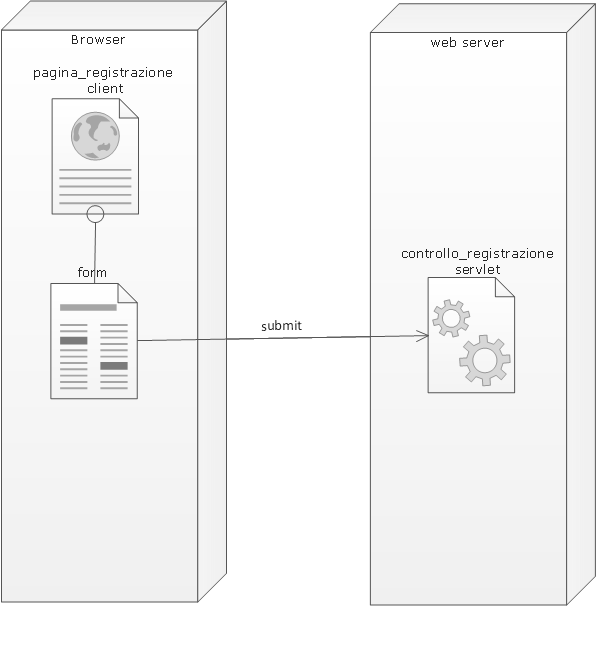 Browser
web server
pagina_registrazione
client
form
controllo_registrazione
servlet
submit